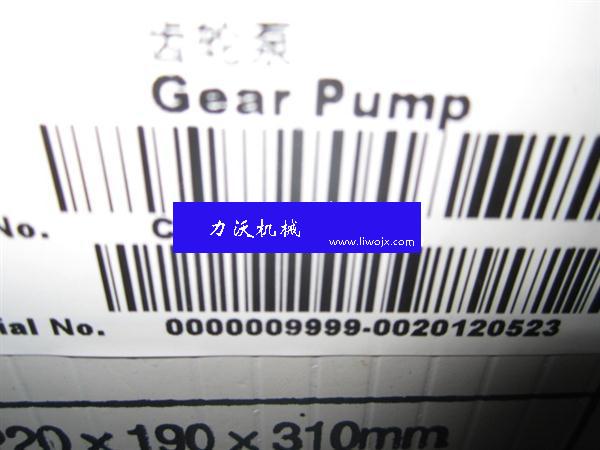 齿轮泵
Gear Pump
No.
力沃机械
www.liwojx.com
ial No. 0000009999-0020120523
220 x 190 x 310mm